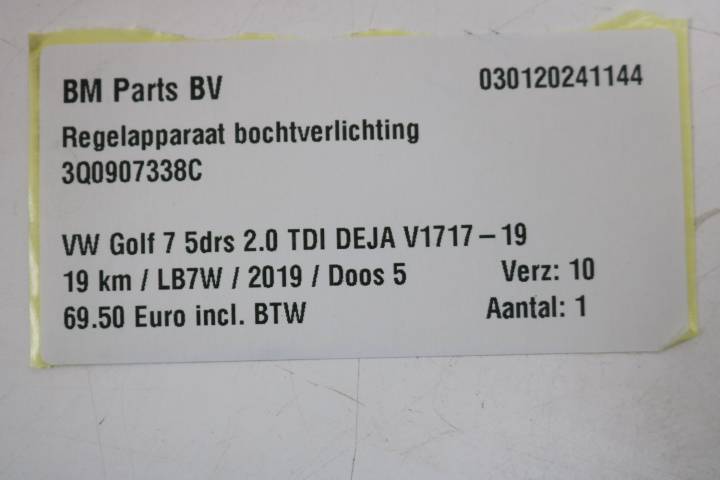 BM Parts BV 030120241144
Regelapparaat bochtverlichting
3Q0907338C
VW Golf 7 5drs 2.0 TDI DEJA V1717-19
19 km / LB7W / 2019 / Doos 5 Verz: 10
69.50 Euro incl. BTW Aantal: 1